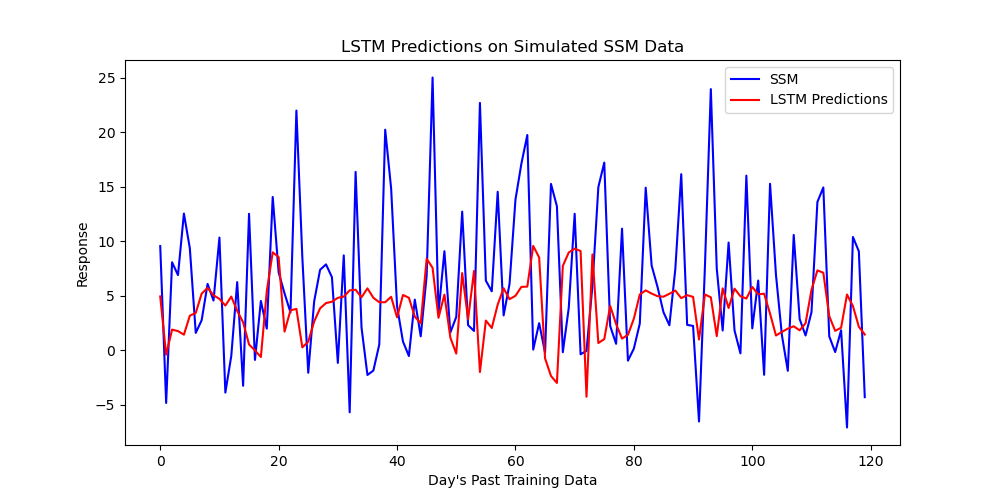 LSTM Predictions on Simulated SSM Data
SSM
LSTM Predictions
Response
25
20
15
10
5
0
−5
0 20 40 60 80 100 120
Day's Past Training Data